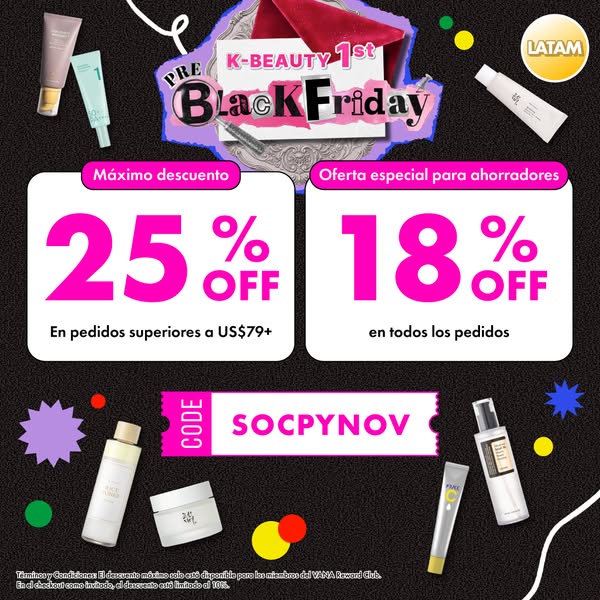 K-BEAUTY 1st
PRE
BLacKFriday
LATAM
Máximo descuento
25% OFF
En pedidos superiores a US$79+
Oferta especial para ahorradores
18% OFF
en todos los pedidos
CODE
SOCPYNOV
Términos y Condiciones: El descuento máximo solo está disponible para los miembros del YANA Reward Club.
En el checkout como invitado, el descuento está limitado al 10%.